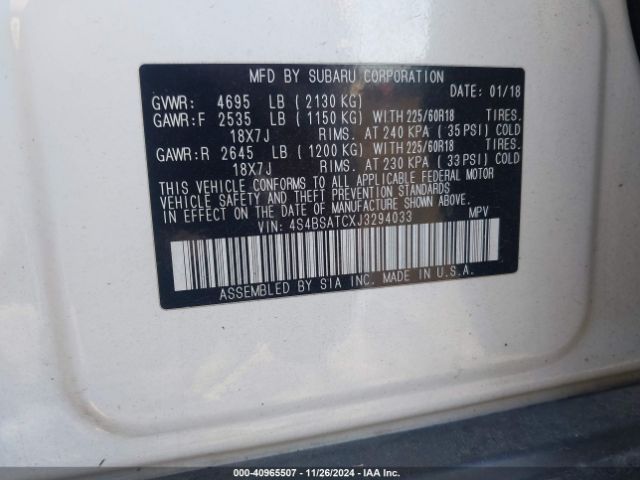 MFD BY SUBARU CORPORATION
GVWR: 4695 LB ( 2130 KG) DATE: 01/18
GAWR:F 2535 LB ( 1150 KG) WITH 225/60R18 TIRES.
18X7J RIMS. AT 240 KPA ( 35 PSI) COLD
GAWR:R 2645 LB ( 1200 KG) WITH 225/60R18 TIRES.
18X7J RIMS. AT 230 KPA ( 33 PSI) COLD
THIS VEHICLE CONFORMS TO ALL APPLICABLE FEDERAL MOTOR
VEHICLE SAFETY AND THEFT PREVENTION STANDARDS
IN EFFECT ON THE DATE OF MANUFACTURE SHOWN ABOVE.
VIN: 4S4BSATCXJ3294033 MPV
ASSEMBLED BY SIA INC. MADE IN U.S.A.
000-40965507 - 11/26/2024 - IAA Inc.